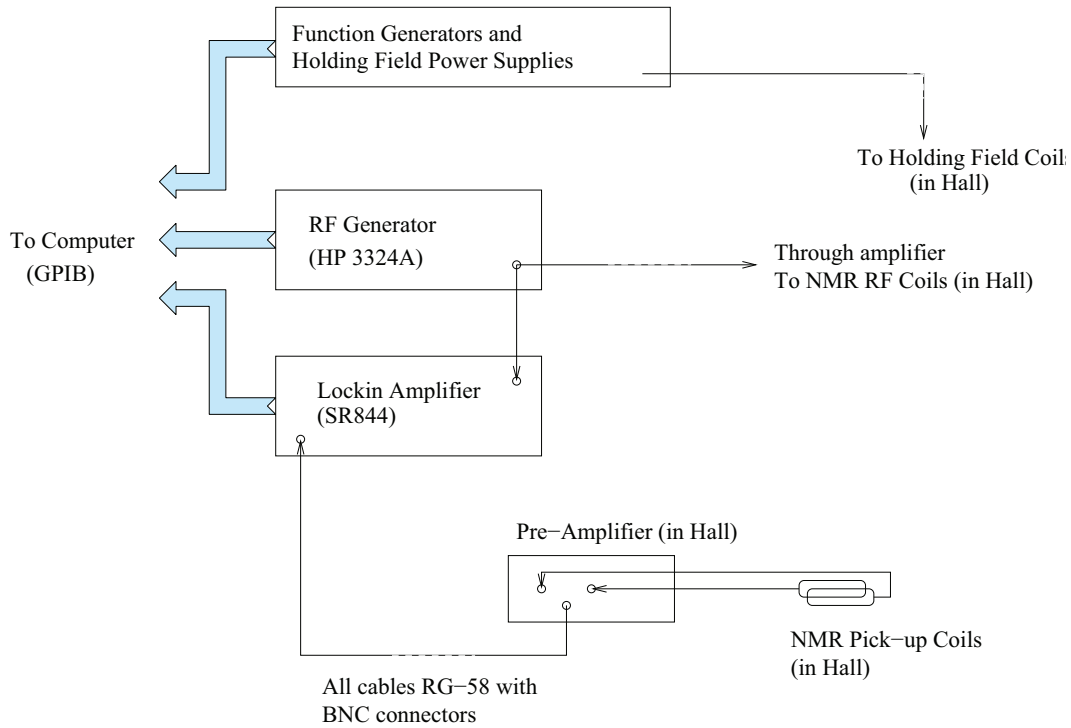 Function Generators and
Holding Field Power Supplies
To Holding Field Coils
(in Hall)
RF Generator
(HP 3324A)
To Computer
(GPIB)
Through amplifier
To NMR RF Coils (in Hall)
Lockin Amplifier
(SR844)
Pre−Amplifier (in Hall)
NMR Pick−up Coils
(in Hall)
All cables RG−58 with
BNC connectors